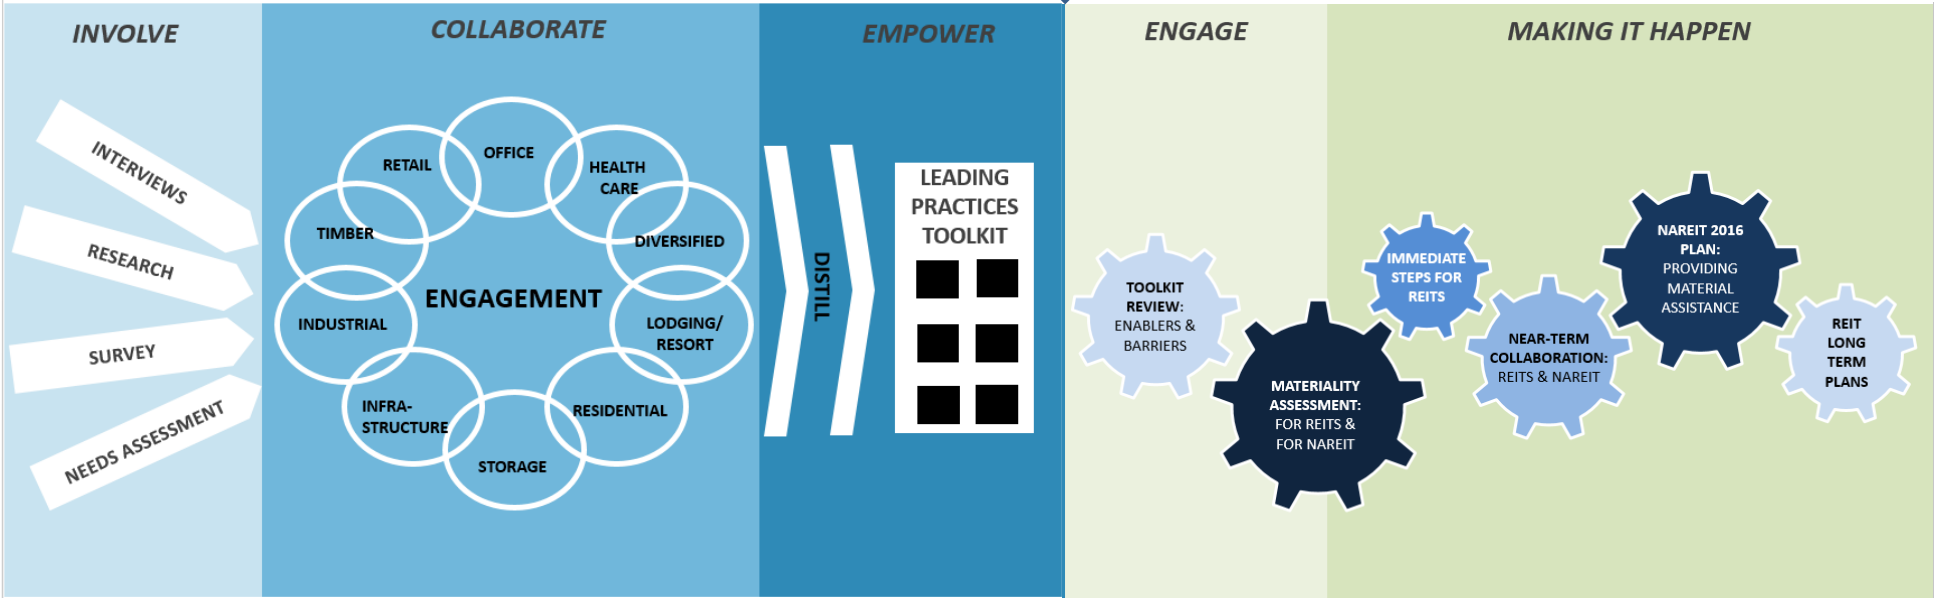 INVOLVE
COLLABORATE
EMPOWER
ENGAGE
MAKING IT HAPPEN
INTERVIEWS
RESEARCH
SURVEY
NEEDS ASSESSMENT
OFFICE
RETAIL
HEALTH
CARE
TIMBER
DIVERSIFIED
ENGAGEMENT
INDUSTRIAL
LODGING/
RESORT
INFRA-
STRUCTURE
RESIDENTIAL
STORAGE
DISTILL
LEADING
PRACTICES
TOOLKIT
TOOLKIT
REVIEW:
ENABLERS &
BARRIERS
MATERIALITY
ASSESSMENT:
FOR REITS &
FOR NAREIT
IMMEDIATE
STEPS FOR
REITS
NEAR-TERM
COLLABORATION:
REITS & NAREIT
NAREIT 2016
PLAN:
PROVIDING
MATERIAL
ASSISTANCE
REIT
LONG
TERM
PLANS